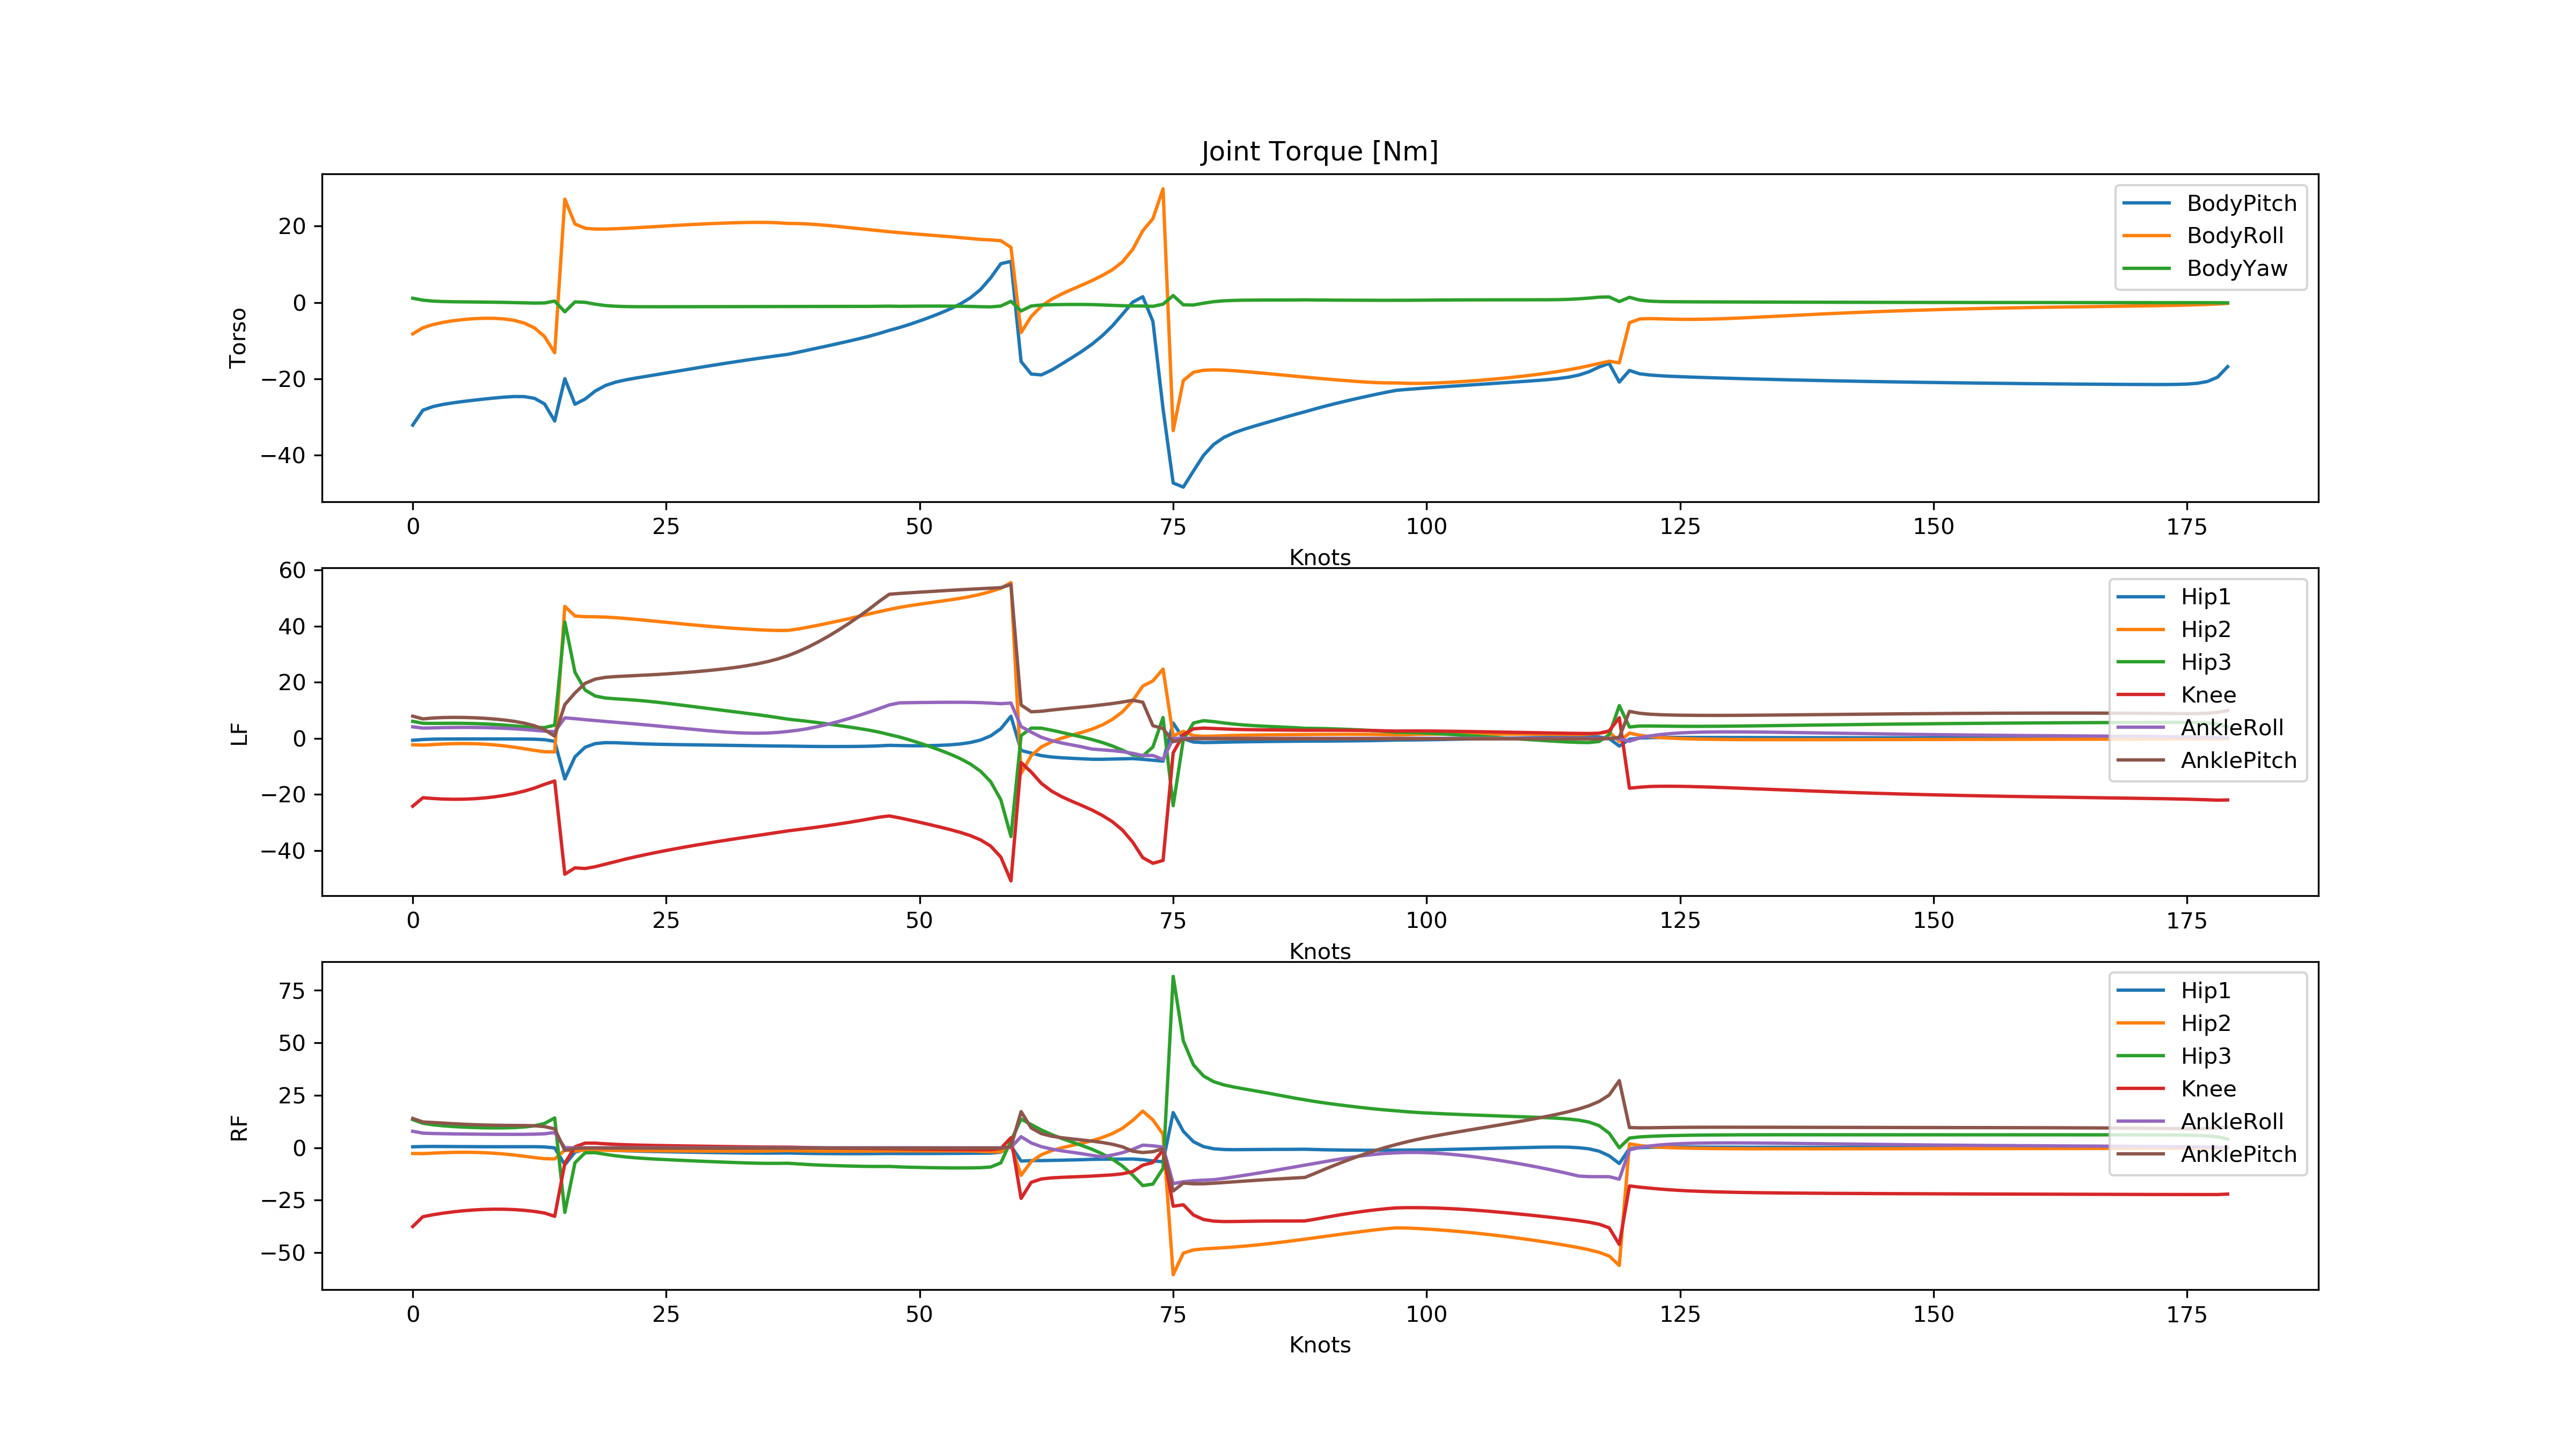 Joint Torque [Nm]
Torso
20
0
−20
−40
BodyPitch
BodyRoll
BodyYaw
0 25 50 75 100 125 150 175
Knots
LF
60
40
20
0
−20
−40
Hip1
Hip2
Hip3
Knee
AnkleRoll
AnklePitch
0 25 50 75 100 125 150 175
Knots
RF
75
50
25
0
−25
−50
Hip1
Hip2
Hip3
Knee
AnkleRoll
AnklePitch
0 25 50 75 100 125 150 175
Knots